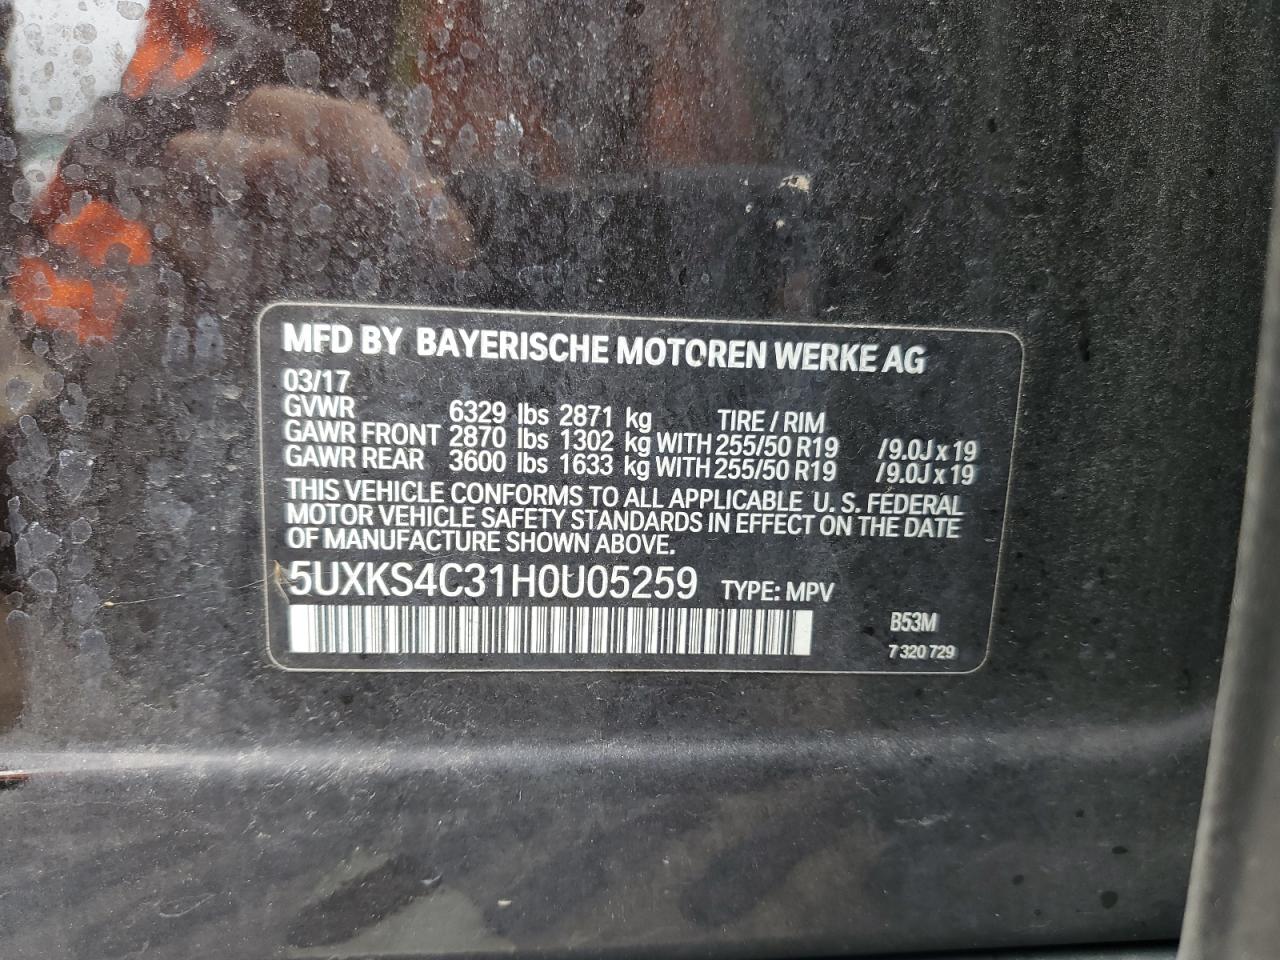 MFD BY BAYERISCHE MOTOREN WERKE AG
03/17
GVWR 6329 lbs 2871 kg TIRE / RIM
GAWR FRONT 2870 lbs 1302 kg WITH 255/50 R19 /9.0J x 19
GAWR REAR 3600 lbs 1633 kg WITH 255/50 R19 /9.0J x 19
THIS VEHICLE CONFORMS TO ALL APPLICABLE U. S. FEDERAL
MOTOR VEHICLE SAFETY STANDARDS IN EFFECT ON THE DATE
OF MANUFACTURE SHOWN ABOVE.
5UXKS4C31H0U05259 TYPE: MPV
B53M
7 320 729